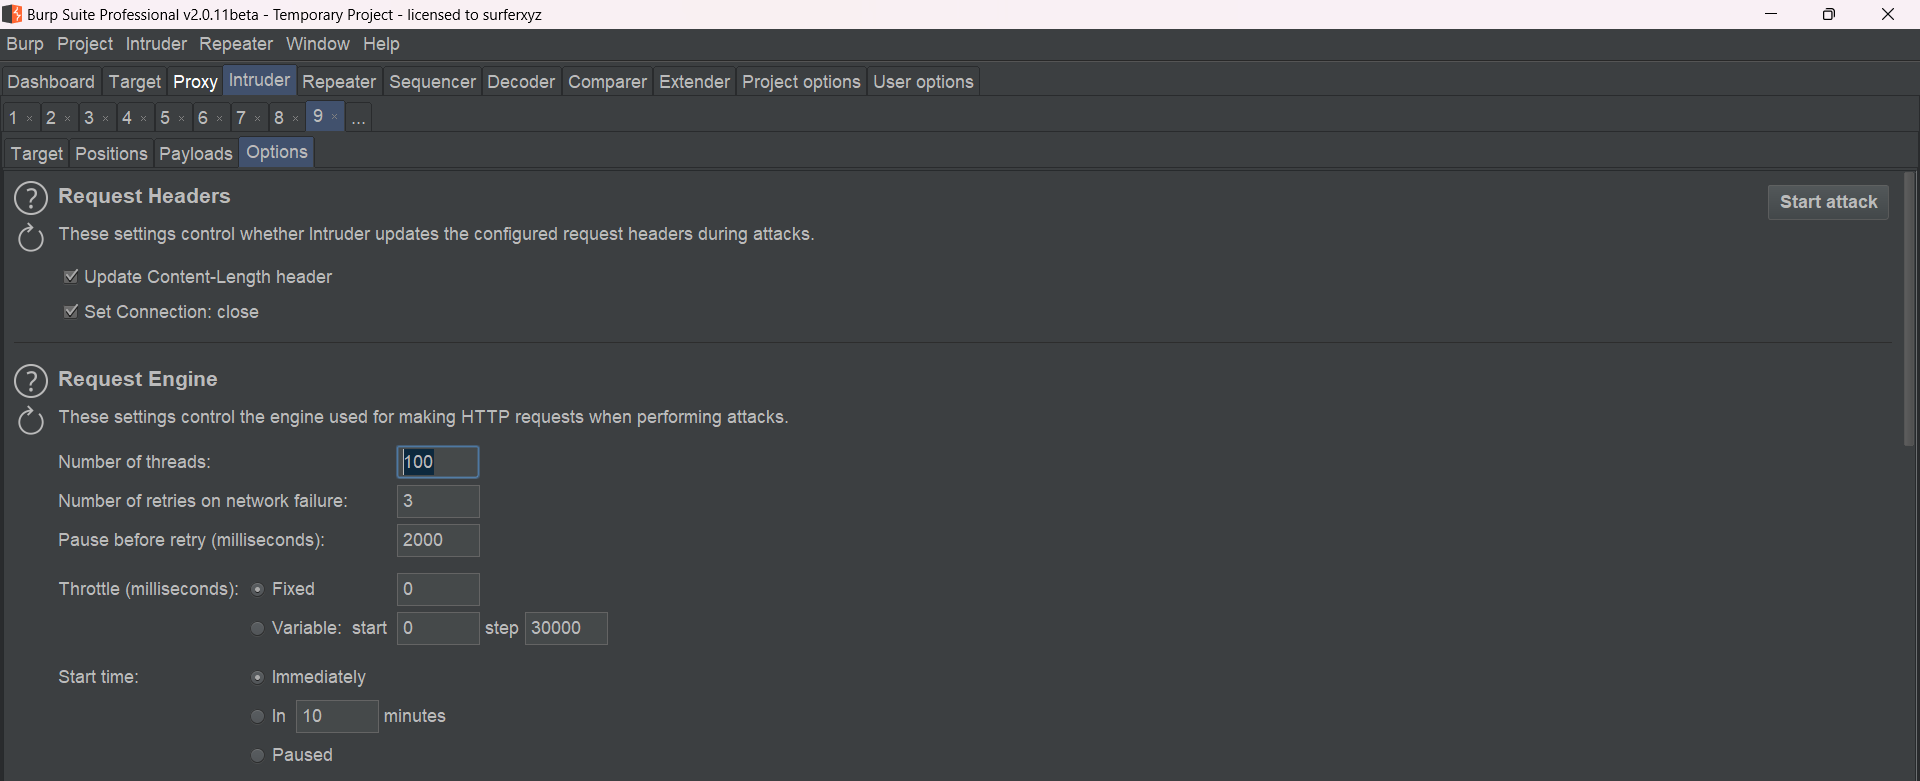 Burp Suite Professional v2.0.11beta - Temporary Project - licensed to surferxyz
Burp Project Intruder Repeater Window Help
Dashboard Target Proxy Intruder Repeater Sequencer Decoder Comparer Extender Project options User options
1 × 2 × 3 × 4 × 5 × 6 × 7 × 8 × 9 × ...
Target Positions Payloads Options
? Request Headers
Start attack
These settings control whether Intruder updates the configured request headers during attacks.
Update Content-Length header
Set Connection: close
? Request Engine
These settings control the engine used for making HTTP requests when performing attacks.
Number of threads: 100
Number of retries on network failure: 3
Pause before retry (milliseconds): 2000
Throttle (milliseconds): Fixed 0
Variable: start 0 step 30000
Start time: Immediately
In 10 minutes
Paused